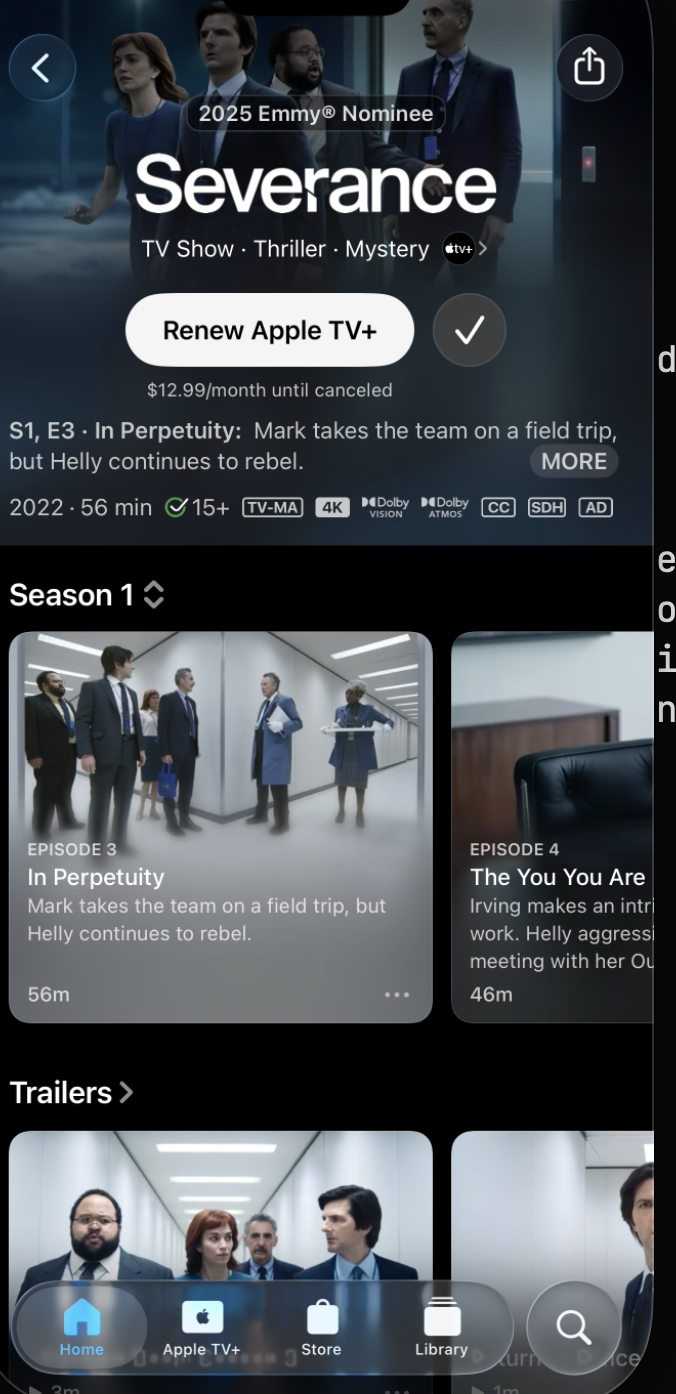 2025 Emmy® Nominee
Severance
TV Show · Thriller · Mystery tv+
Renew Apple TV+
$12.99/month until canceled
S1, E3 · In Perpetuity: Mark takes the team on a field trip,
but Helly continues to rebel.
MORE
2022 · 56 min 15+ TV-MA 4K Dolby VISION Dolby ATMOS CC SDH AD
Season 1
EPISODE 3
In Perpetuity
Mark takes the team on a field trip, but
Helly continues to rebel.
56m
EPISODE 4
The You You Are
Irving makes an intri
work. Helly aggressi
meeting with her Ou
46m
Trailers
Home
Apple TV+
Store
Library
3m
1m
d
e
o
i
n